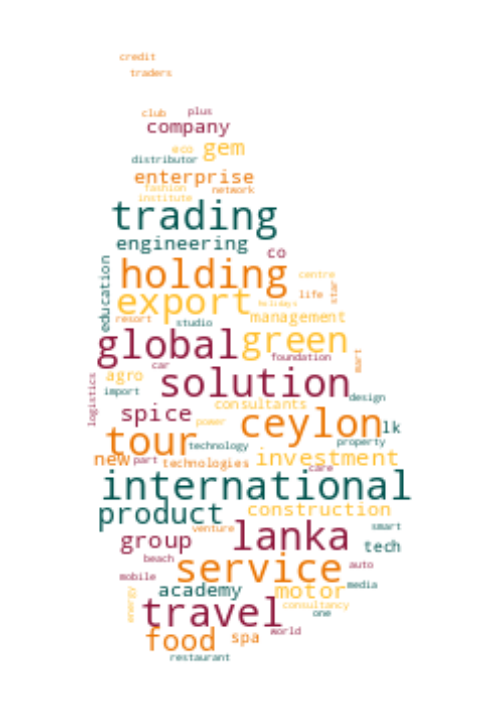 credit
traders
club plus
company
eco gem
distributor
enterprise
fashion network
institute
trading
engineering
co
education
holding
centre
star
export
life
holidays
resort
studio
management
global
green
foundation
mart
car
agro
solution
logistics
import
design
consultants
spice
power
ceylon
lk
tour
technology
property
new
part
technologies
investment
care
international
product
construction
venture
smart
group
lanka
tech
beach
service
auto
mobile
energy
academy
motor
media
travel
consultancy
one
food
spa
world
restaurant